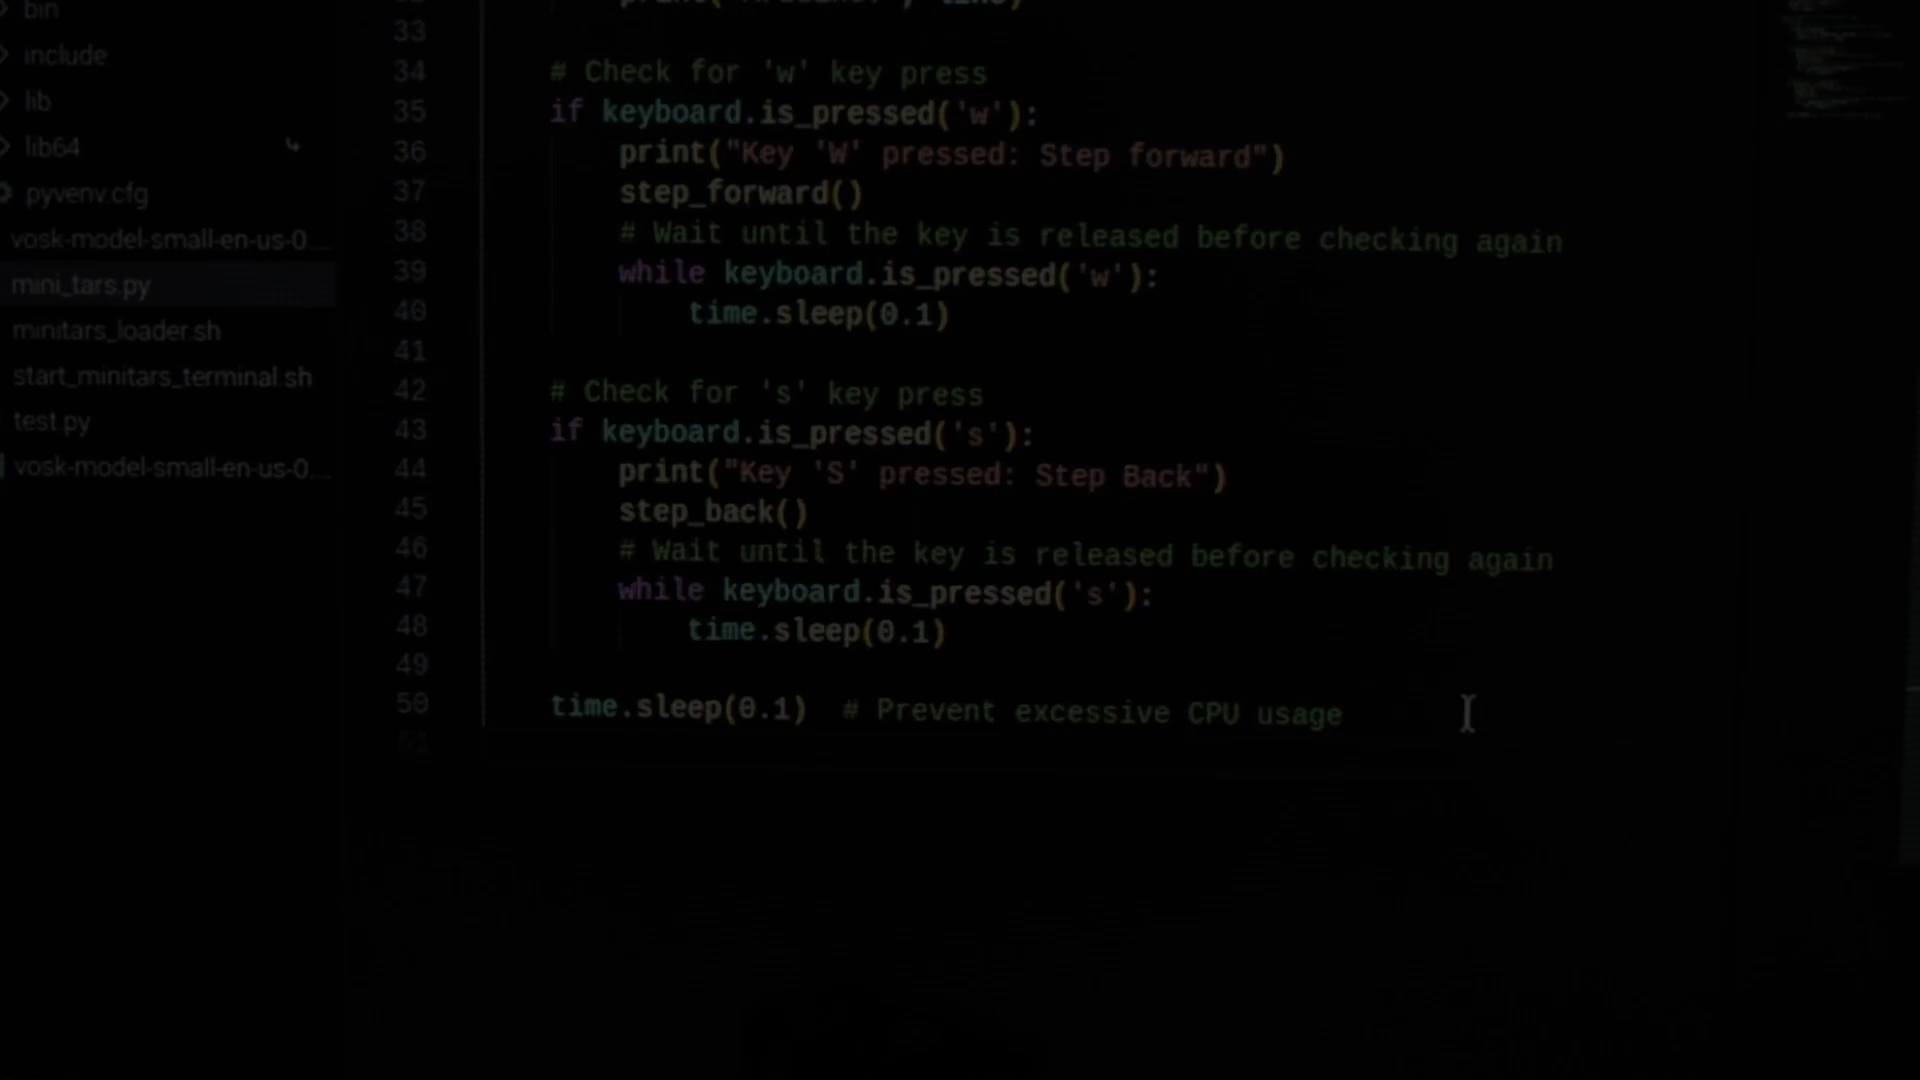 bin
include
lib
lib64
pyvenv.cfg
vosk-model-small-en-us-0...
mini_tars.py
minitars_loader.sh
start_minitars_terminal.sh
test.py
vosk-model-small-en-us-0...
33
34 # Check for 'w' key press
35 if keyboard.is_pressed('w'):
36 print("Key 'W' pressed: Step forward")
37 step_forward()
38 # Wait until the key is released before checking again
39 while keyboard.is_pressed('w'):
40 time.sleep(0.1)
41
42 # Check for 's' key press
43 if keyboard.is_pressed('s'):
44 print("Key 'S' pressed: Step Back")
45 step_back()
46 # Wait until the key is released before checking again
47 while keyboard.is_pressed('s'):
48 time.sleep(0.1)
49
50 time.sleep(0.1) # Prevent excessive CPU usage
51